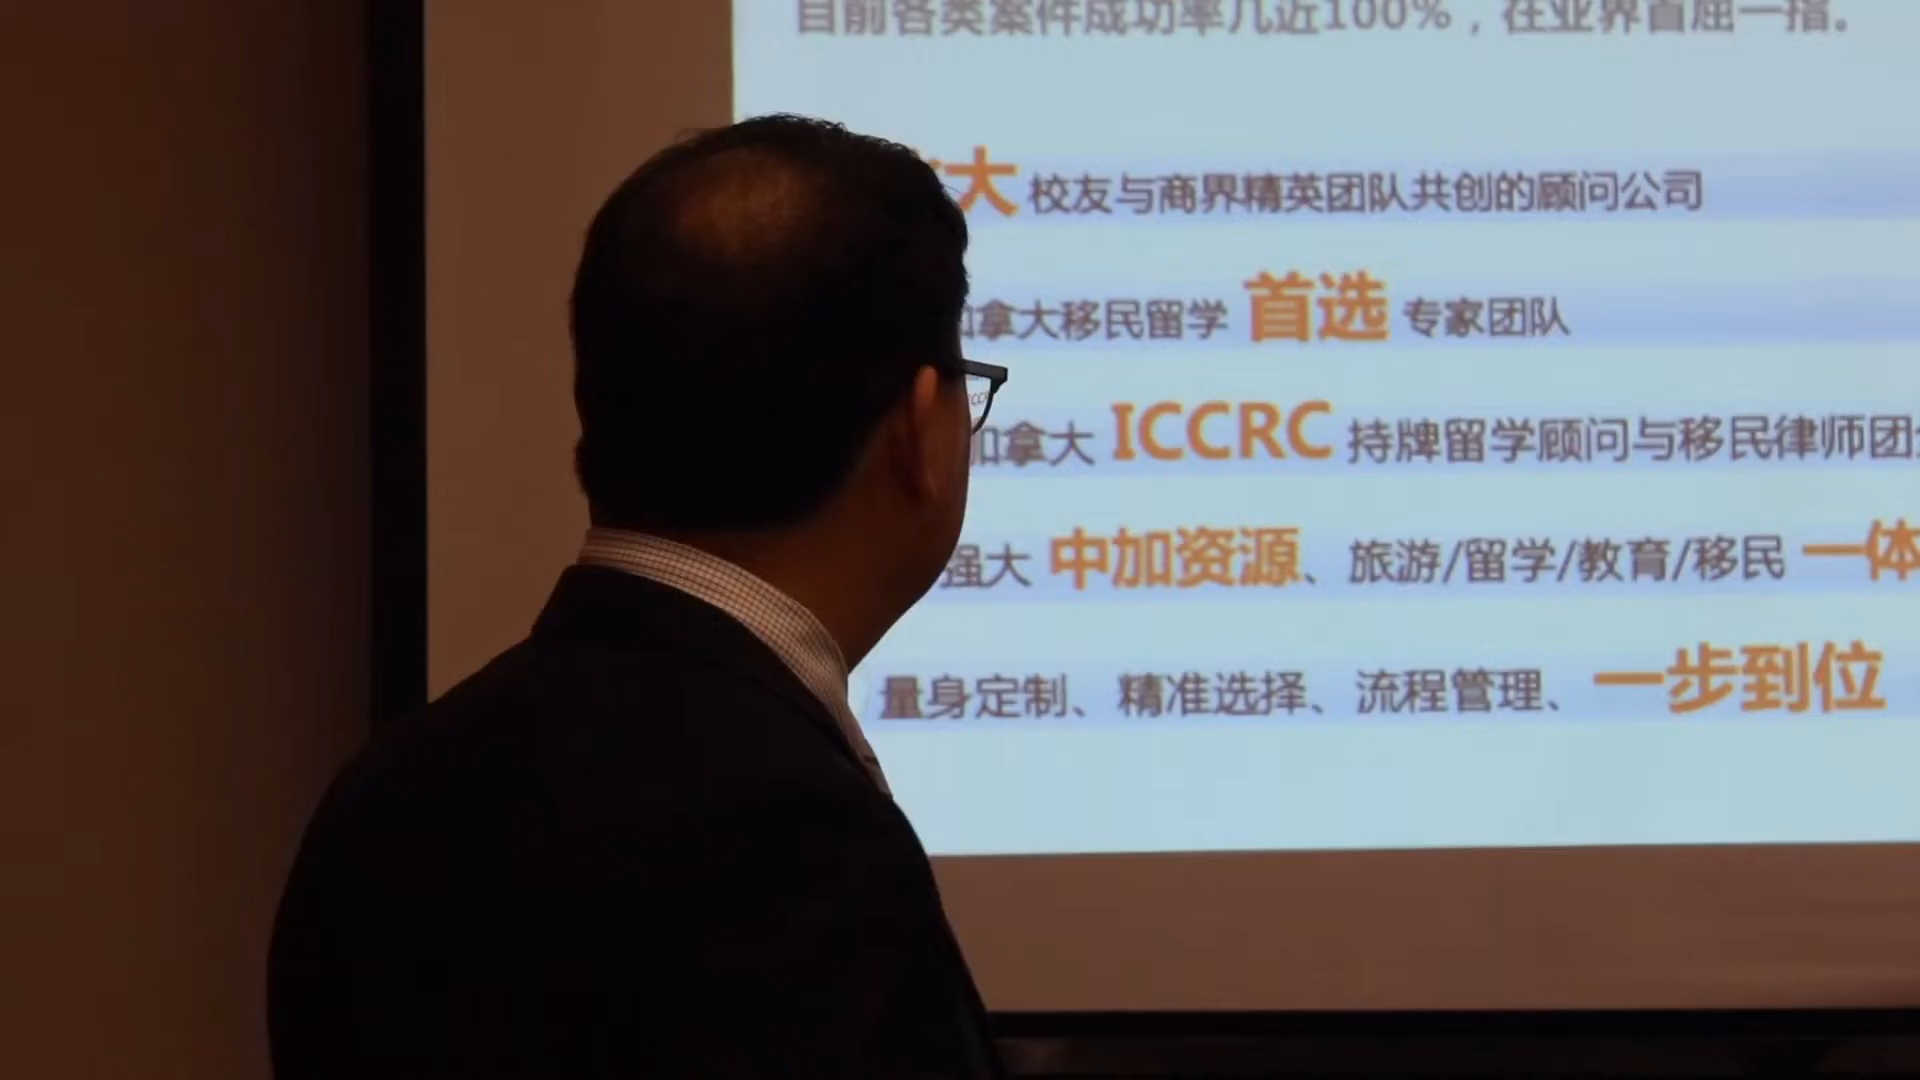 目前各类案件成功率几近100%，在业界首屈一指。
大 校友与商界精英团队共创的顾问公司
加拿大移民留学 首选 专家团队
加拿大 ICCRC 持牌留学顾问与移民律师团
强大 中加资源、旅游/留学/教育/移民 一体
量身定制、精准选择、流程管理、一步到位